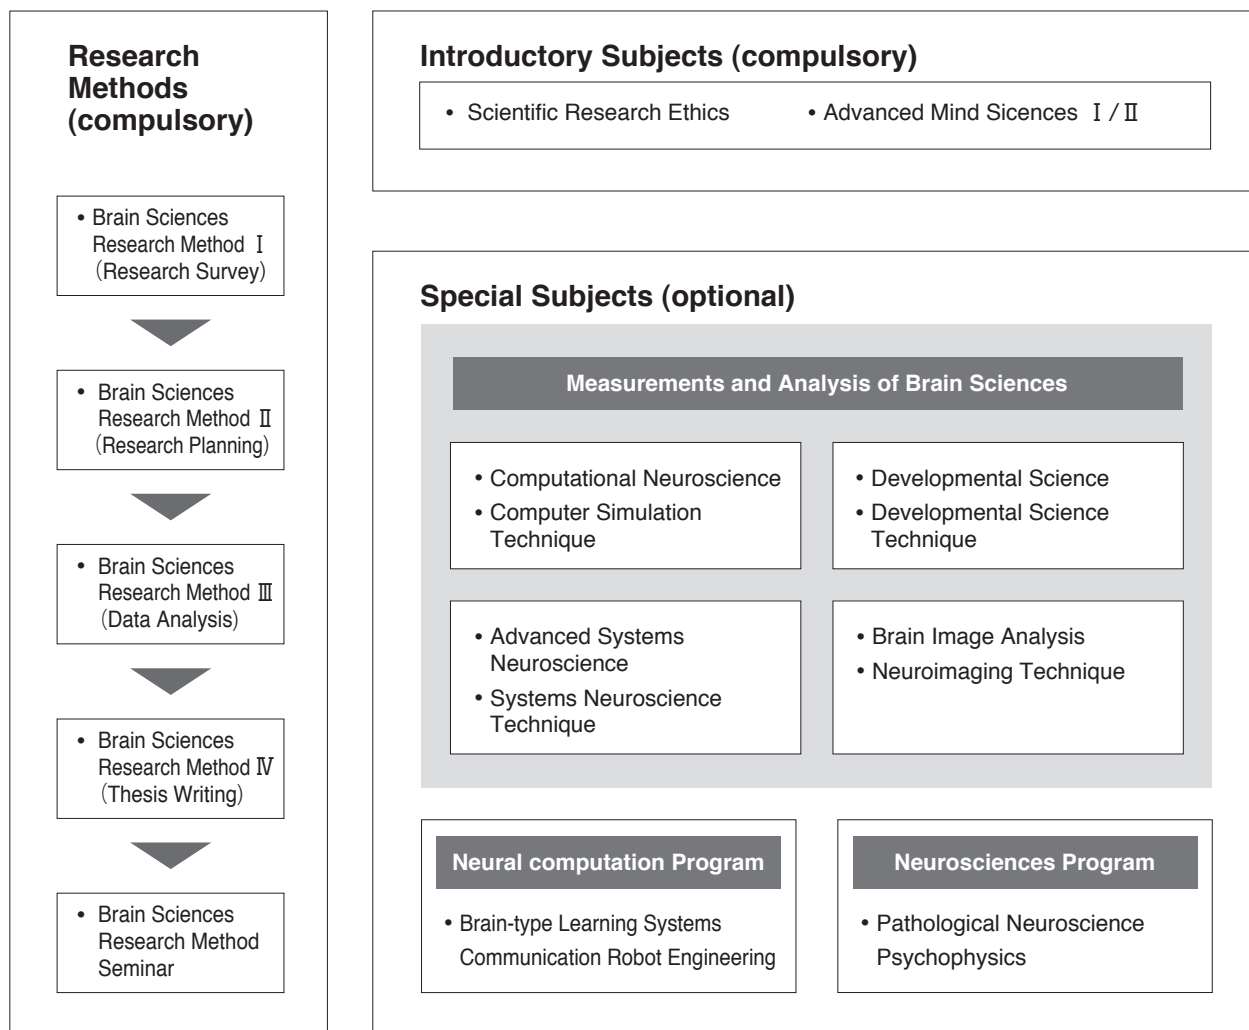 Research
Methods
(compulsory)
• Brain Sciences
Research Method Ⅰ
(Research Survey)
• Brain Sciences
Research Method Ⅱ
(Research Planning)
• Brain Sciences
Research Method Ⅲ
(Data Analysis)
• Brain Sciences
Research Method Ⅳ
(Thesis Writing)
• Brain Sciences
Research Method
Seminar
Introductory Subjects (compulsory)
• Scientific Research Ethics • Advanced Mind Sicences Ⅰ / Ⅱ
Special Subjects (optional)
Measurements and Analysis of Brain Sciences
• Computational Neuroscience
• Computer Simulation
Technique
• Developmental Science
• Developmental Science
Technique
• Advanced Systems
Neuroscience
• Systems Neuroscience
Technique
• Brain Image Analysis
• Neuroimaging Technique
Neural computation Program
• Brain-type Learning Systems
Communication Robot Engineering
Neurosciences Program
• Pathological Neuroscience
Psychophysics